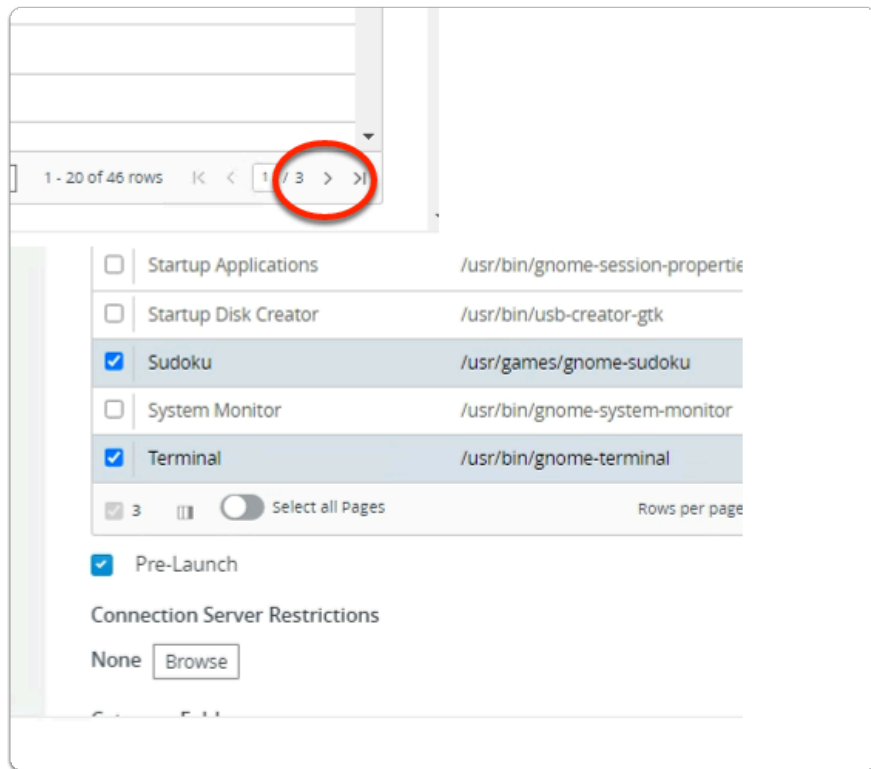 1 - 20 of 46 rows 1 / 3
Startup Applications /usr/bin/gnome-session-propertie
Startup Disk Creator /usr/bin/usb-creator-gtk
Sudoku /usr/games/gnome-sudoku
System Monitor /usr/bin/gnome-system-monitor
Terminal /usr/bin/gnome-terminal
3 Select all Pages Rows per page
Pre-Launch
Connection Server Restrictions
None Browse